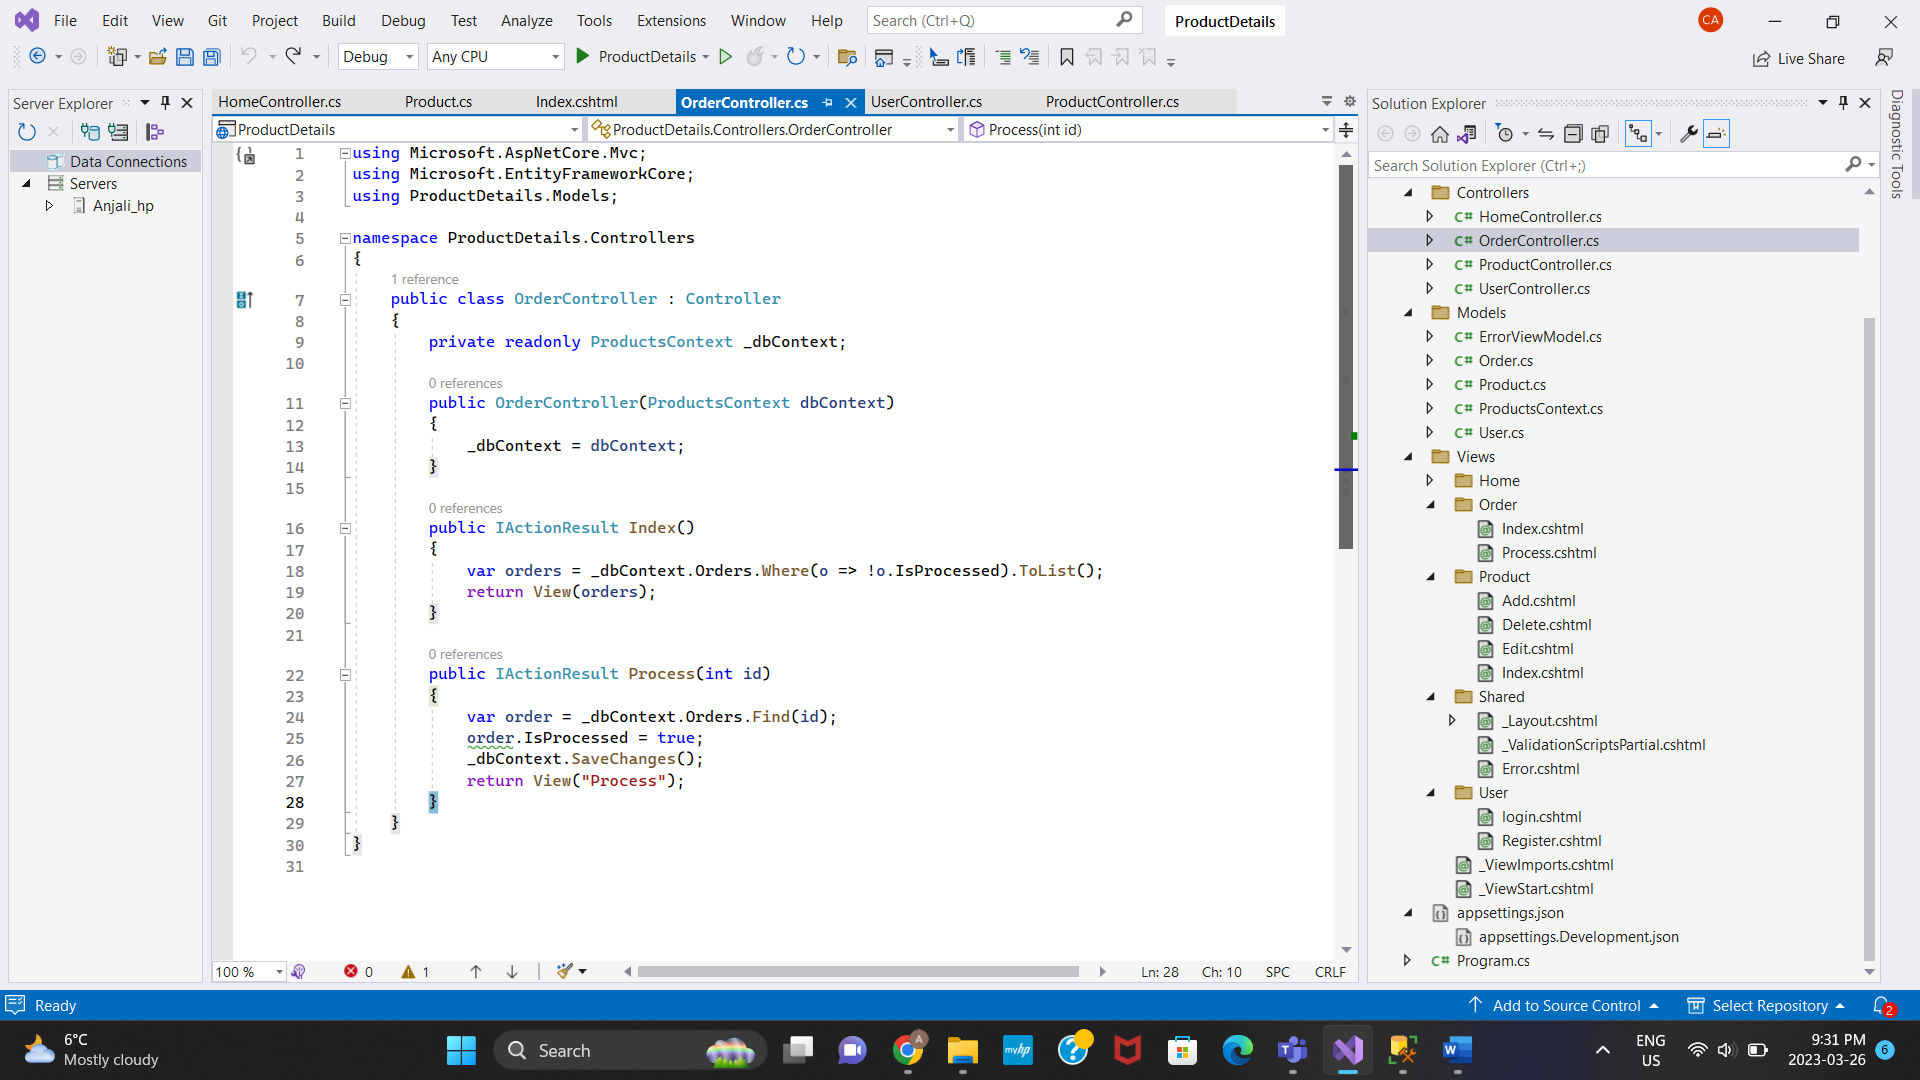 File Edit View Git Project Build Debug Test Analyze Tools Extensions Window Help Search (Ctrl+Q) ProductDetails CA
Debug Any CPU ProductDetails Live Share
Server Explorer
Data Connections
Servers
Anjali_hp
HomeController.cs Product.cs Index.cshtml OrderController.cs UserController.cs ProductController.cs
ProductDetails ProductDetails.Controllers.OrderController Process(int id)
1 using Microsoft.AspNetCore.Mvc;
2 using Microsoft.EntityFrameworkCore;
3 using ProductDetails.Models;
4
5 namespace ProductDetails.Controllers
6 {
1 reference
7 public class OrderController : Controller
8 {
9 private readonly ProductsContext _dbContext;
10
0 references
11 public OrderController(ProductsContext dbContext)
12 {
13 _dbContext = dbContext;
14 }
15
0 references
16 public IActionResult Index()
17 {
18 var orders = _dbContext.Orders.Where(o => !o.IsProcessed).ToList();
19 return View(orders);
20 }
21
0 references
22 public IActionResult Process(int id)
23 {
24 var order = _dbContext.Orders.Find(id);
25 order.IsProcessed = true;
26 _dbContext.SaveChanges();
27 return View("Process");
28 }
29 }
30 }
31
100 % 0 1 Ln: 28 Ch: 10 SPC CRLF
Solution Explorer
Search Solution Explorer (Ctrl+;)
Controllers
C# HomeController.cs
C# OrderController.cs
C# ProductController.cs
C# UserController.cs
Models
C# ErrorViewModel.cs
C# Order.cs
C# Product.cs
C# ProductsContext.cs
C# User.cs
Views
Home
Order
Index.cshtml
Process.cshtml
Product
Add.cshtml
Delete.cshtml
Edit.cshtml
Index.cshtml
Shared
_Layout.cshtml
_ValidationScriptsPartial.cshtml
Error.cshtml
User
login.cshtml
Register.cshtml
_ViewImports.cshtml
_ViewStart.cshtml
appsettings.json
appsettings.Development.json
C# Program.cs
Diagnostic Tools
Ready Add to Source Control Select Repository 2
6°C
Mostly cloudy
Search
myhp
ENG
US
9:31 PM
2023-03-26
6